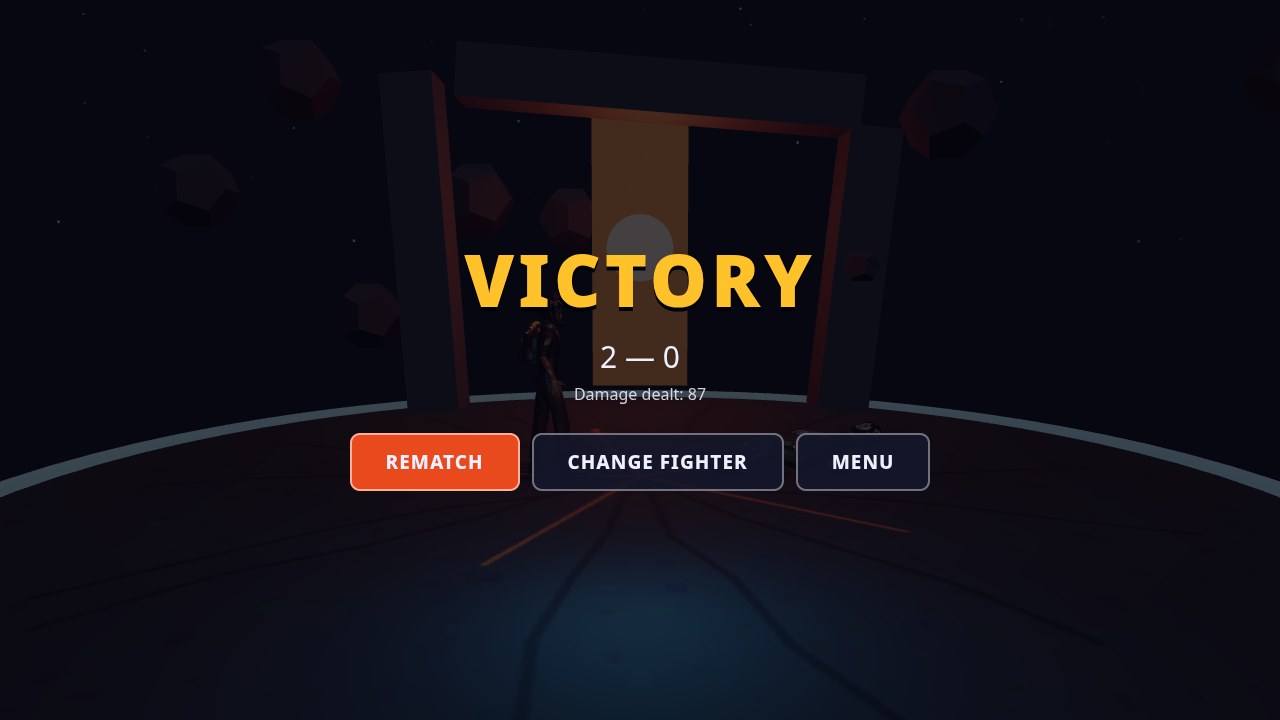 VICTORY
2 — 0
Damage dealt: 87
REMATCH
CHANGE FIGHTER
MENU